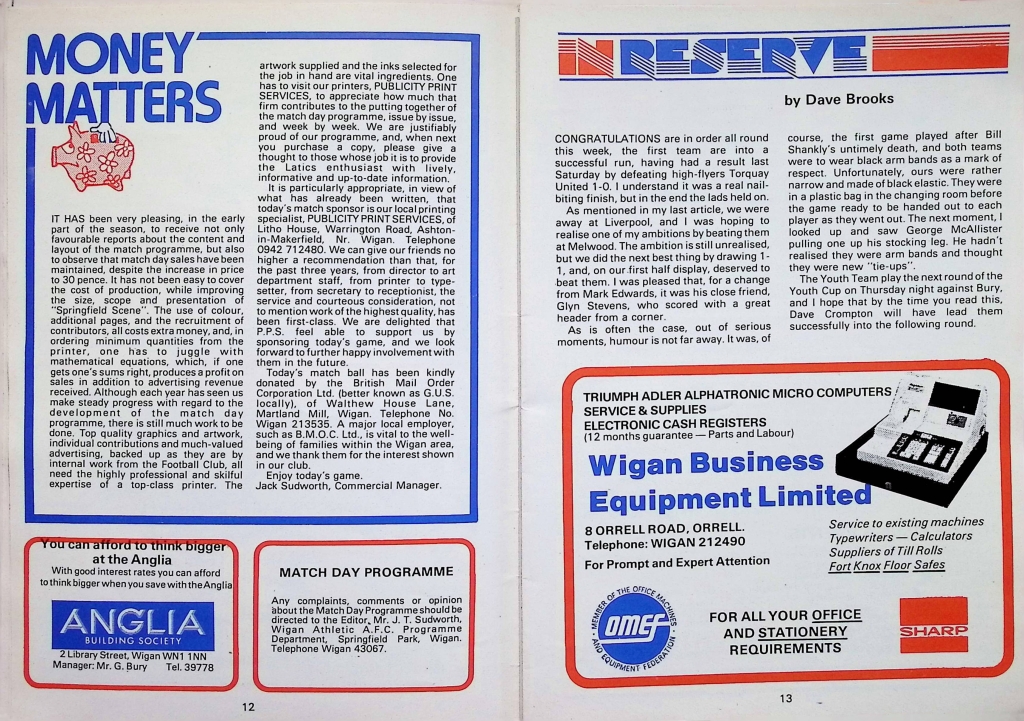 MONEY
MATTERS
IT HAS been very pleasing, in the early
part of the season, to receive not only
favourable reports about the content and
layout of the match programme, but also
to observe that match day sales have been
maintained, despite the increase in price
to 30 pence. It has not been easy to cover
the cost of production, while improving
the size, scope and presentation of
"Springfield Scene". The use of colour,
additional pages, and the recruitment of
contributors, all costs extra money, and, in
ordering minimum quantities from the
printer, one has to juggle with
mathematical equations, which, if one
gets one's sums right, produces a profit on
sales in addition to advertising revenue
received. Although each year has seen us
make steady progress with regard to the
development of the match day
programme, there is still much work to be
done. Top quality graphics and artwork,
individual contributions and much-valued
advertising, backed up as they are by
internal work from the Football Club, all
need the highly professional and skilful
expertise of a top-class printer. The
artwork supplied and the inks selected for
the job in hand are vital ingredients. One
has to visit our printers, PUBLICITY PRINT
SERVICES, to appreciate how much that
firm contributes to the putting together of
the match day programme, issue by issue,
and week by week. We are justifiably
proud of our programme, and, when next
you purchase a copy, please give a
thought to those whose job it is to provide
the Latics enthusiast with lively,
informative and up-to-date information.
It is particularly appropriate, in view of
what has already been written, that
today's match sponsor is our local printing
specialist, PUBLICITY PRINT SERVICES, of
Litho House, Warrington Road, Ashton-
in-Makerfield, Nr. Wigan. Telephone
0942 712480. We can give our friends no
higher a recommendation than that, for
the past three years, from director to art
department staff, from printer to type-
setter, from secretary to receptionist, the
service and courteous consideration, not
to mention work of the highest quality, has
been first-class. We are delighted that
P.P.S. feel able to support us by
sponsoring today's game, and we look
forward to further happy involvement with
them in the future.
Today's match ball has been kindly
donated by the British Mail Order
Corporation Ltd. (better known as G.U.S.
locally), of Walthew House Lane,
Martland Mill, Wigan. Telephone No.
Wigan 213535. A major local employer,
such as B.M.O.C. Ltd., is vital to the well-
being of families within the Wigan area,
and we thank them for the interest shown
in our club.
Enjoy today's game.
Jack Sudworth, Commercial Manager.
You can afford to think bigger
at the Anglia
With good interest rates you can afford
to think bigger when you save with the Anglia
ANGLIA
BUILDING SOCIETY
2 Library Street, Wigan WN1 1NN
Manager: Mr. G. Bury Tel. 39778
MATCH DAY PROGRAMME
Any complaints, comments or opinion
about the Match Day Programme should be
directed to the Editor, Mr. J. T. Sudworth,
Wigan Athletic A.F.C. Programme
Department, Springfield Park, Wigan.
Telephone Wigan 43067.
12
IN RESERVE
by Dave Brooks
CONGRATULATIONS are in order all round
this week, the first team are into a
successful run, having had a result last
Saturday by defeating high-flyers Torquay
United 1-0. I understand it was a real nail-
biting finish, but in the end the lads held on.
As mentioned in my last article, we were
away at Liverpool, and I was hoping to
realise one of my ambitions by beating them
at Melwood. The ambition is still unrealised,
but we did the next best thing by drawing 1-
1, and, on our first half display, deserved to
beat them. I was pleased that, for a change
from Mark Edwards, it was his close friend,
Glyn Stevens, who scored with a great
header from a corner.
As is often the case, out of serious
moments, humour is not far away. It was, of
course, the first game played after Bill
Shankly's untimely death, and both teams
were to wear black arm bands as a mark of
respect. Unfortunately, ours were rather
narrow and made of black elastic. They were
in a plastic bag in the changing room before
the game ready to be handed out to each
player as they went out. The next moment, I
looked up and saw George McAllister
pulling one up his stocking leg. He hadn't
realised they were arm bands and thought
they were new "tie-ups".
The Youth Team play the next round of the
Youth Cup on Thursday night against Bury,
and I hope that by the time you read this,
Dave Crompton will have lead them
successfully into the following round.
TRIUMPH ADLER ALPHATRONIC MICRO COMPUTERS
SERVICE & SUPPLIES
ELECTRONIC CASH REGISTERS
(12 months guarantee — Parts and Labour)
Wigan Business
Equipment Limited
8 ORRELL ROAD, ORRELL.
Telephone: WIGAN 212490
For Prompt and Expert Attention
Service to existing machines
Typewriters — Calculators
Suppliers of Till Rolls
Fort Knox Floor Safes
MEMBER OF THE OFFICE MACHINES
OMEF
AND EQUIPMENT FEDERATION
FOR ALL YOUR OFFICE
AND STATIONERY
REQUIREMENTS
SHARP
13